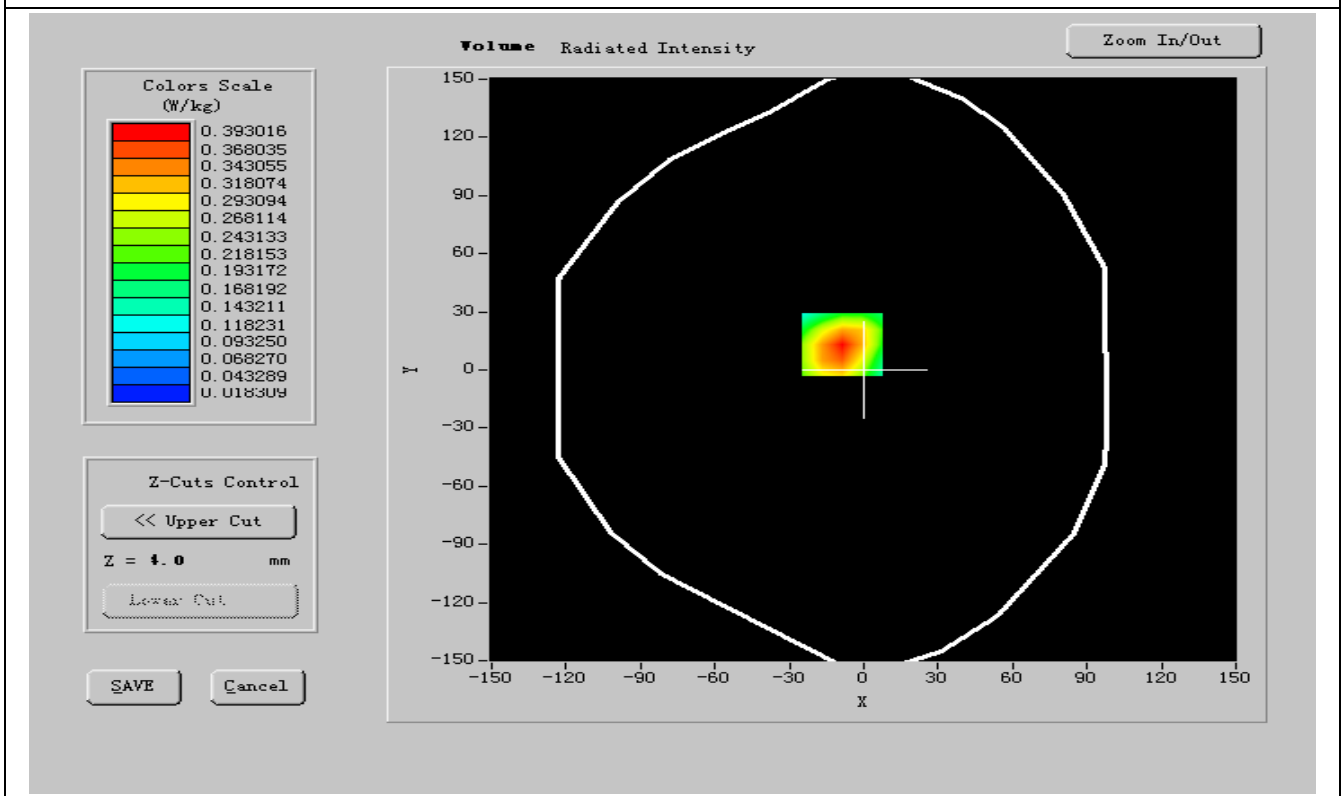 Volume Radiated Intensity
Zoom In/Out
Colors Scale
(W/kg)
0.393016
0.368035
0.343055
0.318074
0.293094
0.268114
0.243133
0.218153
0.193172
0.168192
0.143211
0.118231
0.093250
0.068270
0.043289
0.018309
Z-Cuts Control
<< Upper Cut
Z = 4.0 mm
Lower Cut
SAVE
Cancel
150
120
90
60
30
0
-30
-60
-90
-120
-150
Y
-150 -120 -90 -60 -30 0 30 60 90 120 150
X